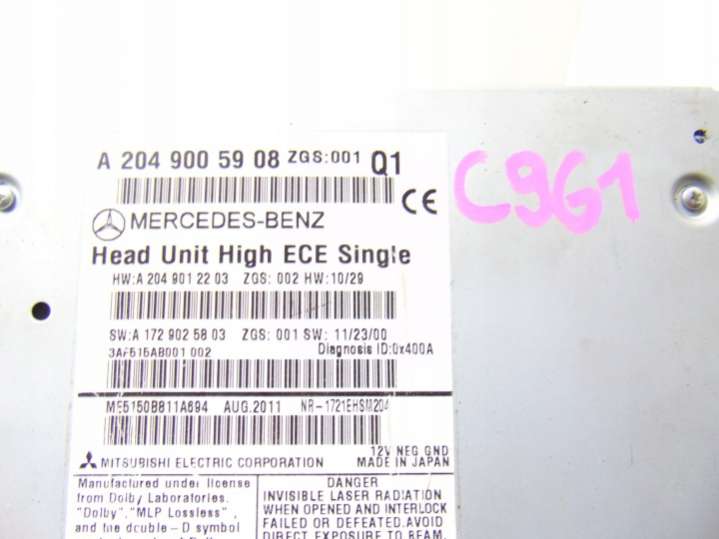 A 204 900 59 08 ZGS:001 Q1
C9G1
MERCEDES-BENZ
Head Unit High ECE Single
HW:A 204 901 22 03 ZGS: 002 HW:10/29
SW:A 172 902 58 03 ZGS: 001 SW: 11/23/00
3AF515AB001 002 Diagnosis ID:0x400A
ME5150B811A694 AUG.2011 NR-1721EHSM204
12V NEG GND
MITSUBISHI ELECTRIC CORPORATION MADE IN JAPAN
Manufactured under license
from Dolby Laboratories.
"Dolby","MLP Lossless",
and the double-D symbol
DANGER
INVISIBLE LASER RADIATION
WHEN OPENED AND INTERLOCK
FAILED OR DEFEATED.AVOID
DIRECT EXPOSURE TO BEAM.